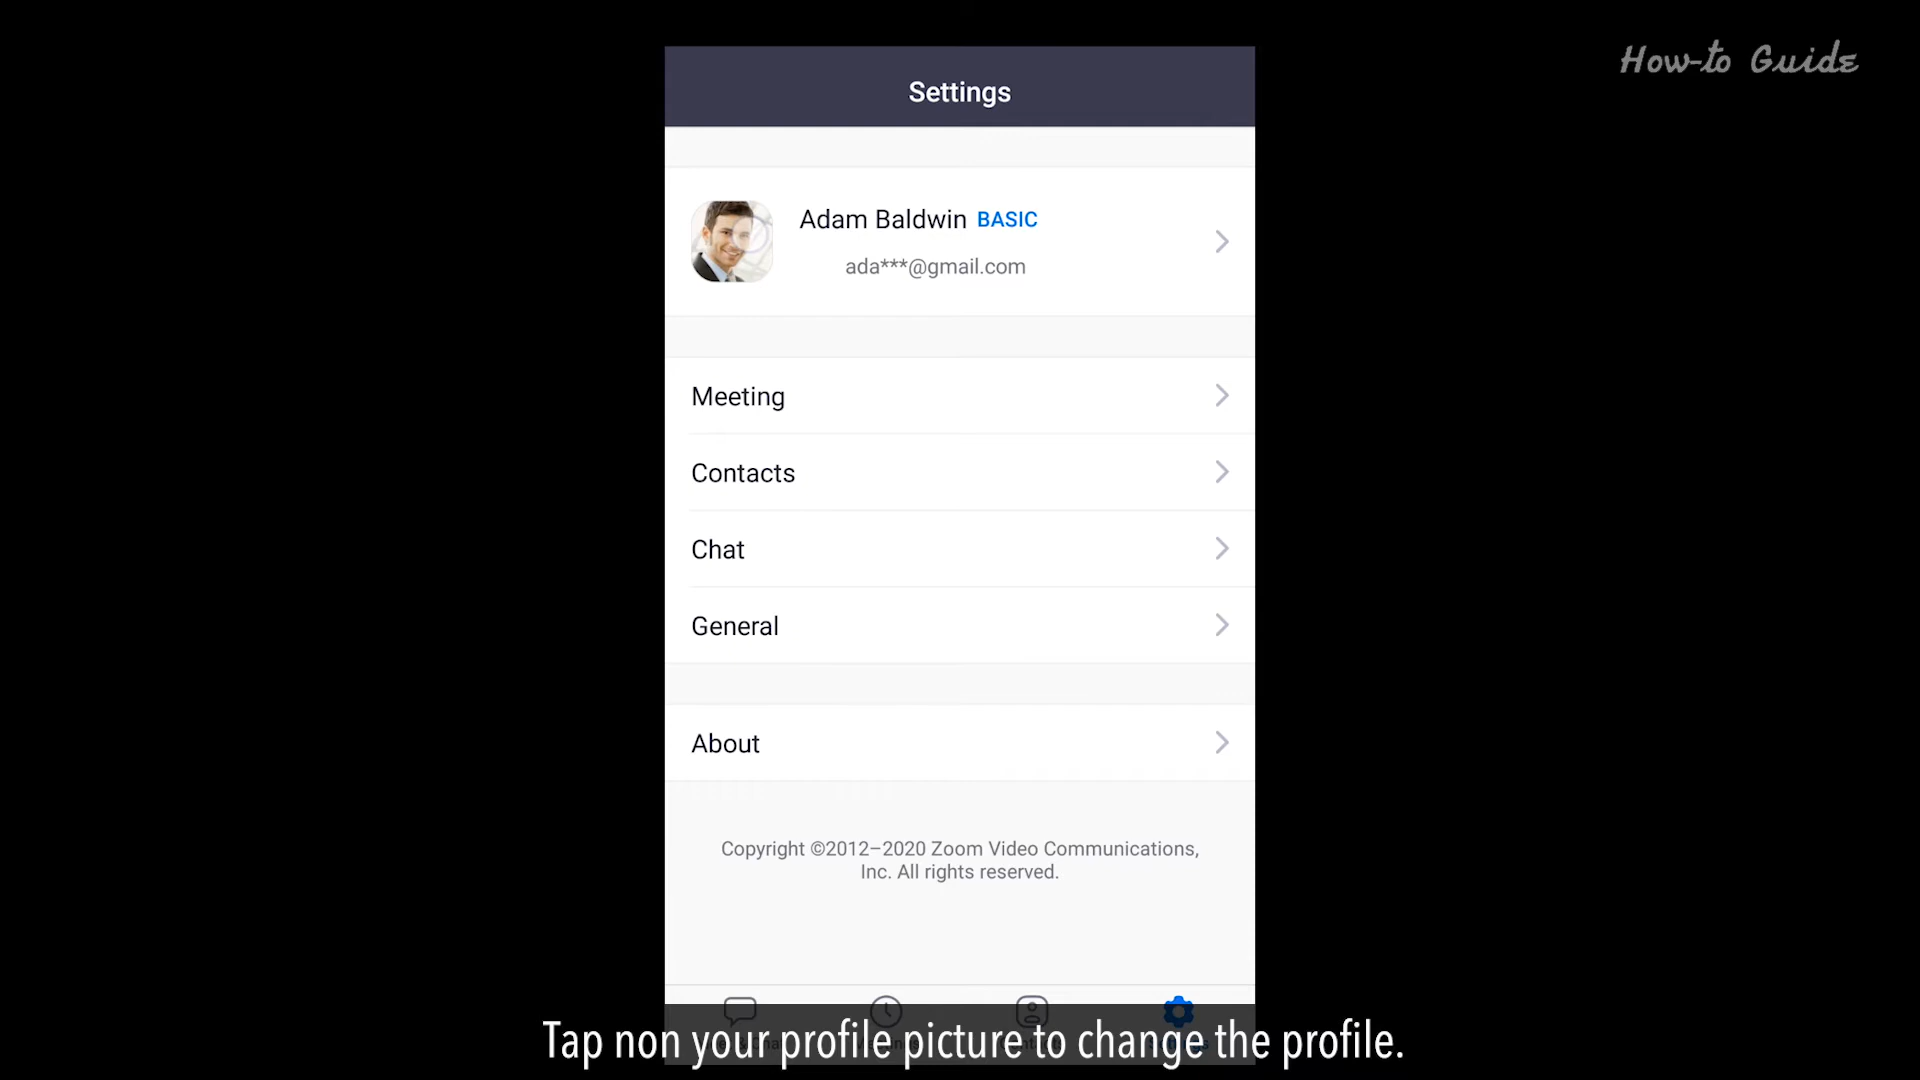 How-to Guide
Settings
Adam Baldwin BASIC
ada***@gmail.com
Meeting
Contacts
Chat
General
About
Copyright ©2012–2020 Zoom Video Communications,
Inc. All rights reserved.
Tap non your profile picture to change the profile.